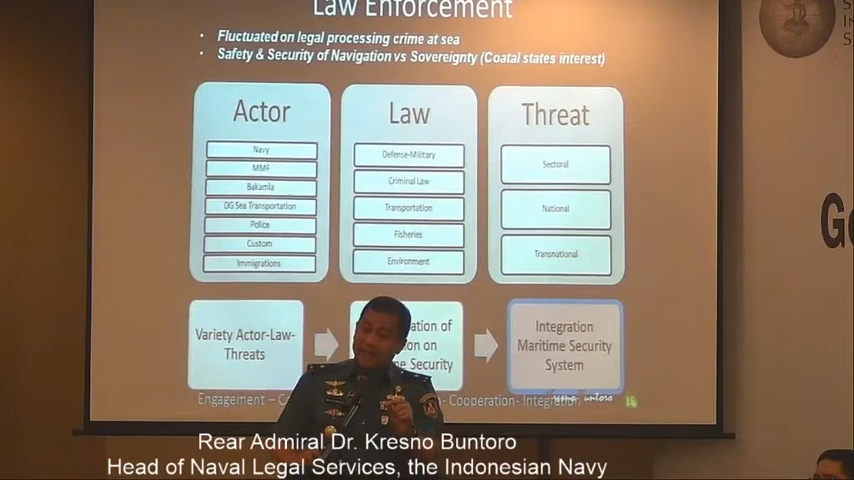 Law Enforcement
• Fluctuated on legal processing crime at sea
• Safety & Security of Navigation vs Sovereignty (Coatal states interest)
Actor
Navy
MMF
Bakamla
DG Sea Transportation
Police
Custom
Immigrations
Law
Defense-Military
Criminal Law
Transportation
Fisheries
Environment
Threat
Sectoral
National
Transnational
Variety Actor-Law-
Threats
ation of
on on
e Security
Integration
Maritime Security
System
Engagement – C
- Cooperation- Integration
untoro
Rear Admiral Dr. Kresno Buntoro
Head of Naval Legal Services, the Indonesian Navy
S
In
S
Go